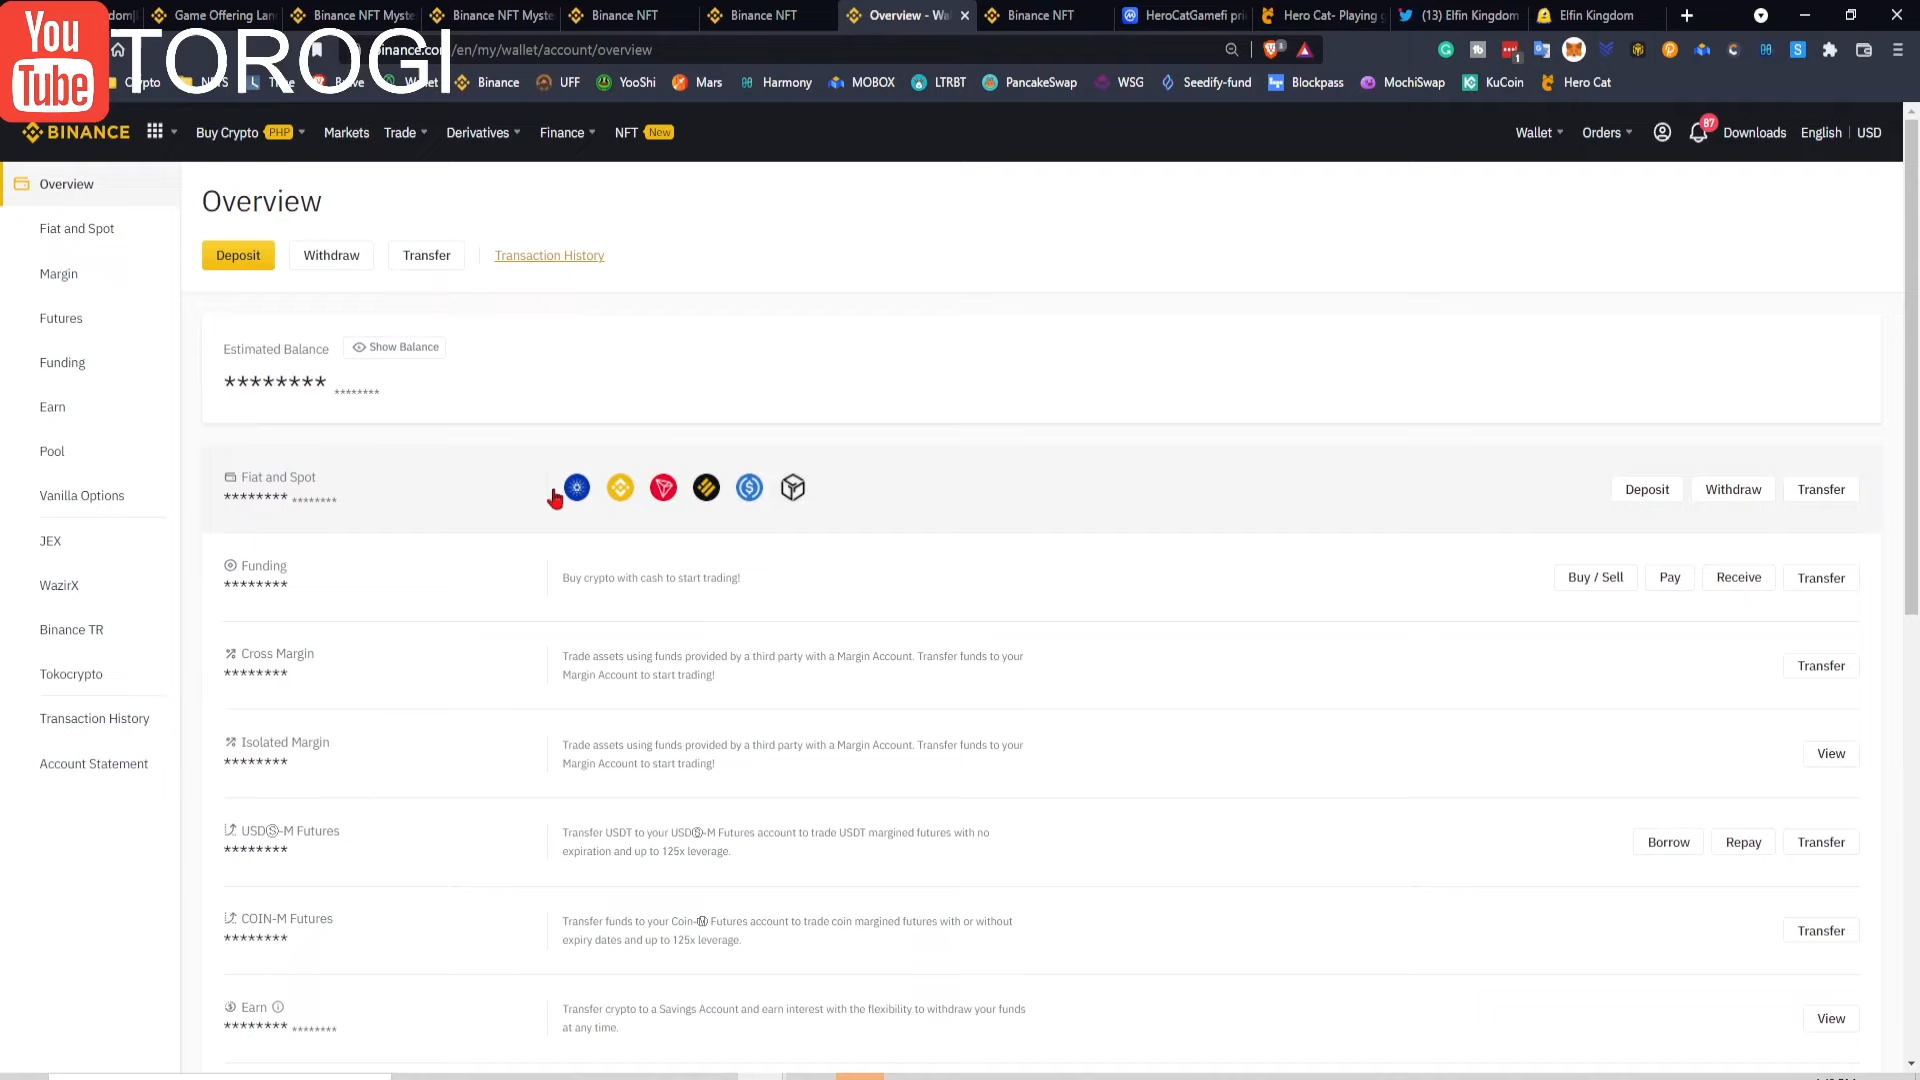 You
Tube
TOROGI
Game Offering Lan
Binance NFT Myste
Binance NFT Myste
Binance NFT
Binance NFT
Overview - Wa
Binance NFT
HeroCatGamefi pri
Hero Cat- Playing g
(13) Elfin Kingdom
Elfin Kingdom
binance.com/en/my/wallet/account/overview
Crypto
Wallet
Binance
UFF
YooShi
Mars
Harmony
MOBOX
LTRBT
PancakeSwap
WSG
Seedify-fund
Blockpass
MochiSwap
KuCoin
Hero Cat
BINANCE
Buy Crypto PHP
Markets
Trade
Derivatives
Finance
NFT New
Wallet
Orders
87
Downloads
English
USD
Overview
Fiat and Spot
Margin
Futures
Funding
Earn
Pool
Vanilla Options
JEX
WazirX
Binance TR
Tokocrypto
Transaction History
Account Statement
Overview
Deposit
Withdraw
Transfer
Transaction History
Estimated Balance
Show Balance
******** ********
Fiat and Spot
******** ********
Deposit
Withdraw
Transfer
Funding
********
Buy crypto with cash to start trading!
Buy / Sell
Pay
Receive
Transfer
Cross Margin
********
Trade assets using funds provided by a third party with a Margin Account. Transfer funds to your
Margin Account to start trading!
Transfer
Isolated Margin
********
Trade assets using funds provided by a third party with a Margin Account. Transfer funds to your
Margin Account to start trading!
View
USDⓈ-M Futures
********
Transfer USDT to your USDⓈ-M Futures account to trade USDT margined futures with no
expiration and up to 125x leverage.
Borrow
Repay
Transfer
COIN-M Futures
********
Transfer funds to your Coin-Ⓜ Futures account to trade coin margined futures with or without
expiry dates and up to 125x leverage.
Transfer
Earn
******** ********
Transfer crypto to a Savings Account and earn interest with the flexibility to withdraw your funds
at any time.
View